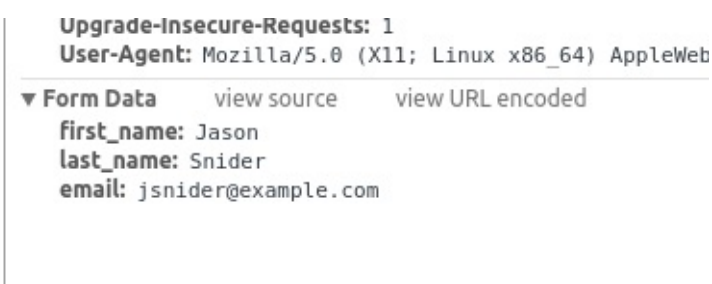 Upgrade-Insecure-Requests: 1
User-Agent: Mozilla/5.0 (X11; Linux x86_64) AppleWeb
▼ Form Data view source view URL encoded
first_name: Jason
last_name: Snider
email: jsnider@example.com